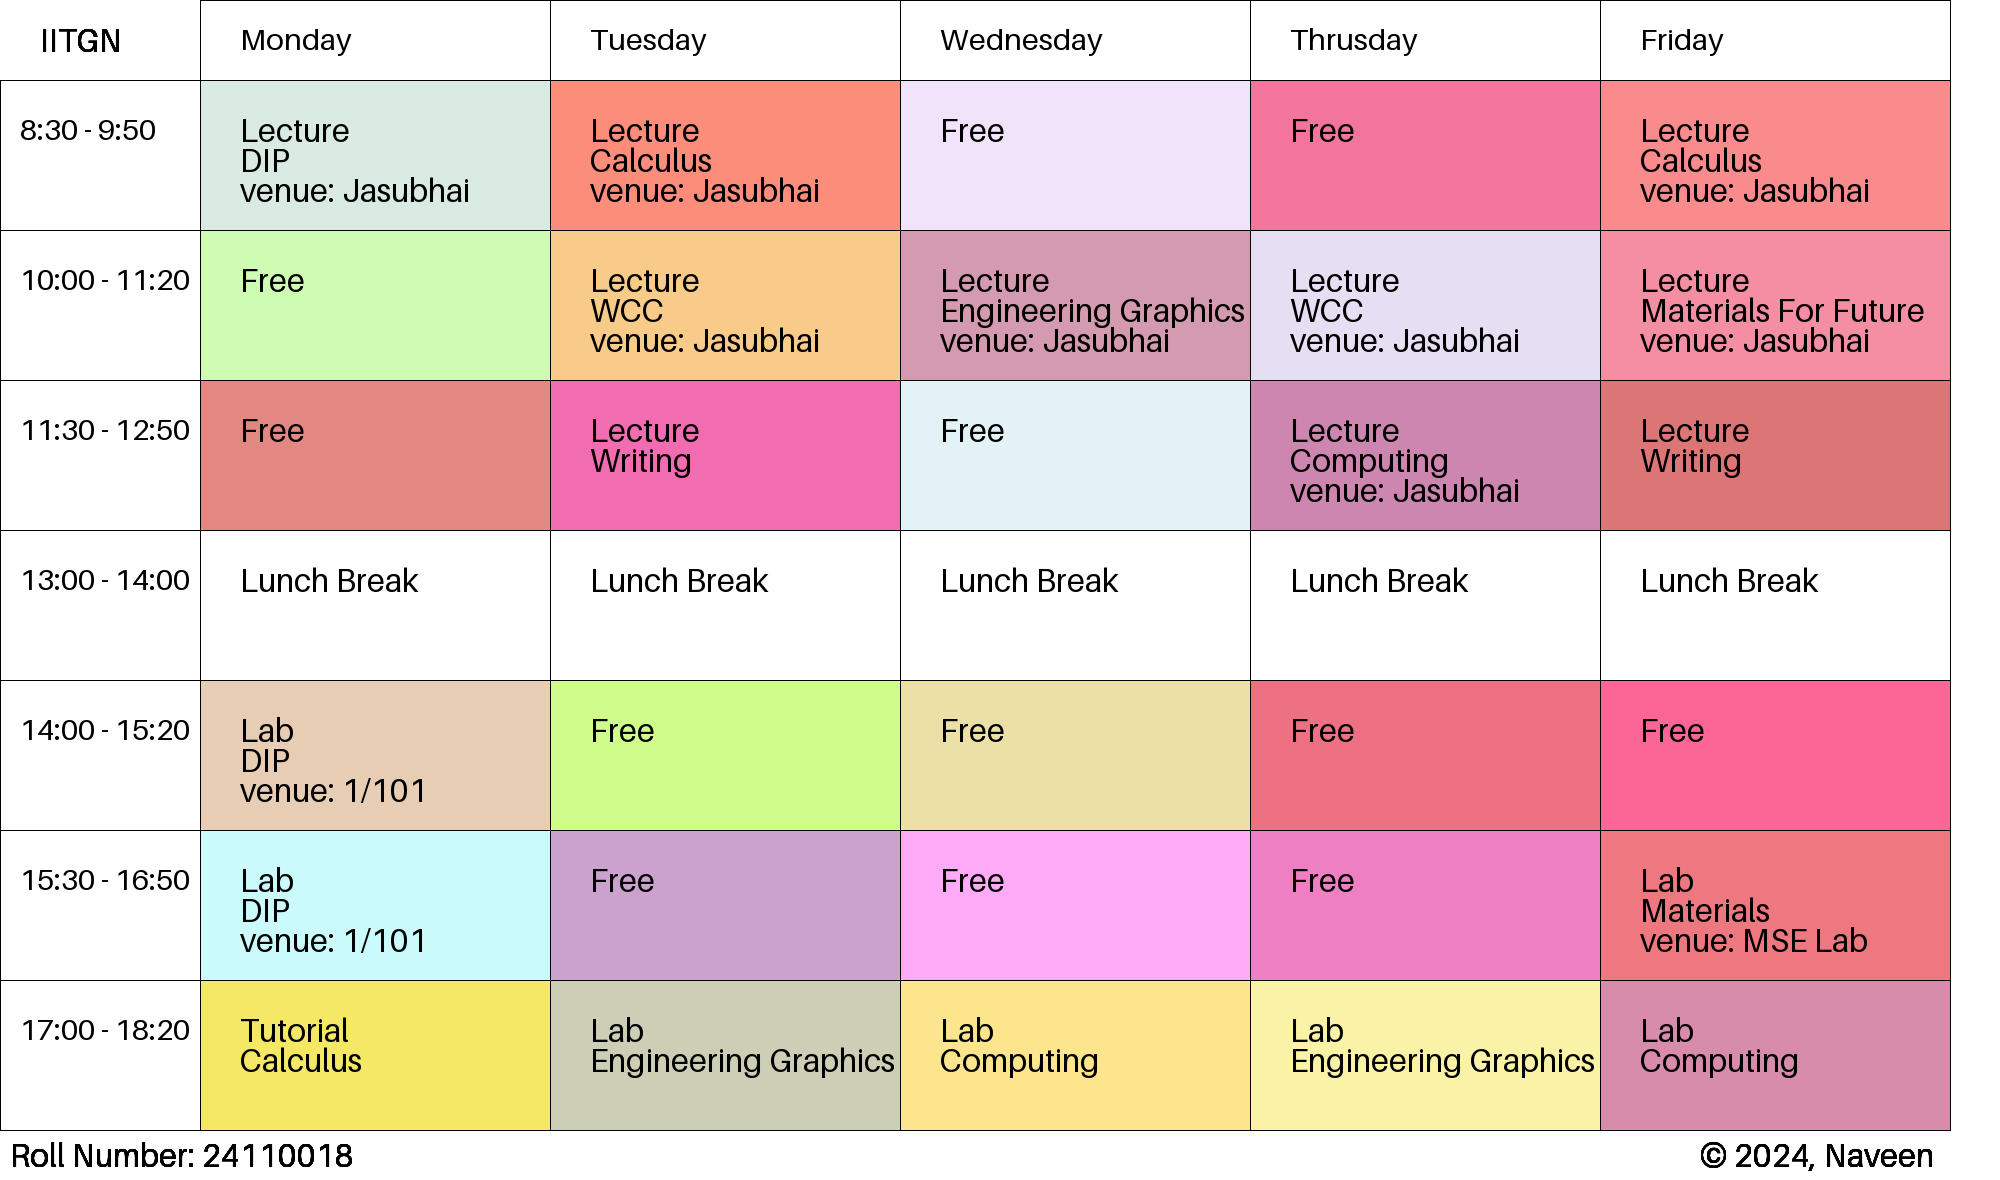 IITGN
Monday
Tuesday
Wednesday
Thrusday
Friday
8:30 - 9:50
Lecture
DIP
venue: Jasubhai
Lecture
Calculus
venue: Jasubhai
Free
Free
Lecture
Calculus
venue: Jasubhai
10:00 - 11:20
Free
Lecture
WCC
venue: Jasubhai
Lecture
Engineering Graphics
venue: Jasubhai
Lecture
WCC
venue: Jasubhai
Lecture
Materials For Future
venue: Jasubhai
11:30 - 12:50
Free
Lecture
Writing
Free
Lecture
Computing
venue: Jasubhai
Lecture
Writing
13:00 - 14:00
Lunch Break
Lunch Break
Lunch Break
Lunch Break
Lunch Break
14:00 - 15:20
Lab
DIP
venue: 1/101
Free
Free
Free
Free
15:30 - 16:50
Lab
DIP
venue: 1/101
Free
Free
Free
Lab
Materials
venue: MSE Lab
17:00 - 18:20
Tutorial
Calculus
Lab
Engineering Graphics
Lab
Computing
Lab
Engineering Graphics
Lab
Computing
Roll Number: 24110018
© 2024, Naveen